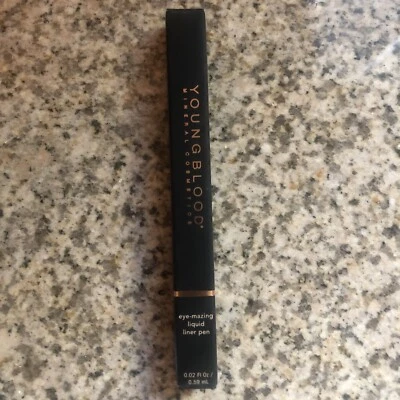 YOUNGBLOOD
MINERAL COSMETICS
eye-mazing
liquid
liner pen
0.02 Fl Oz /
0.59 mL